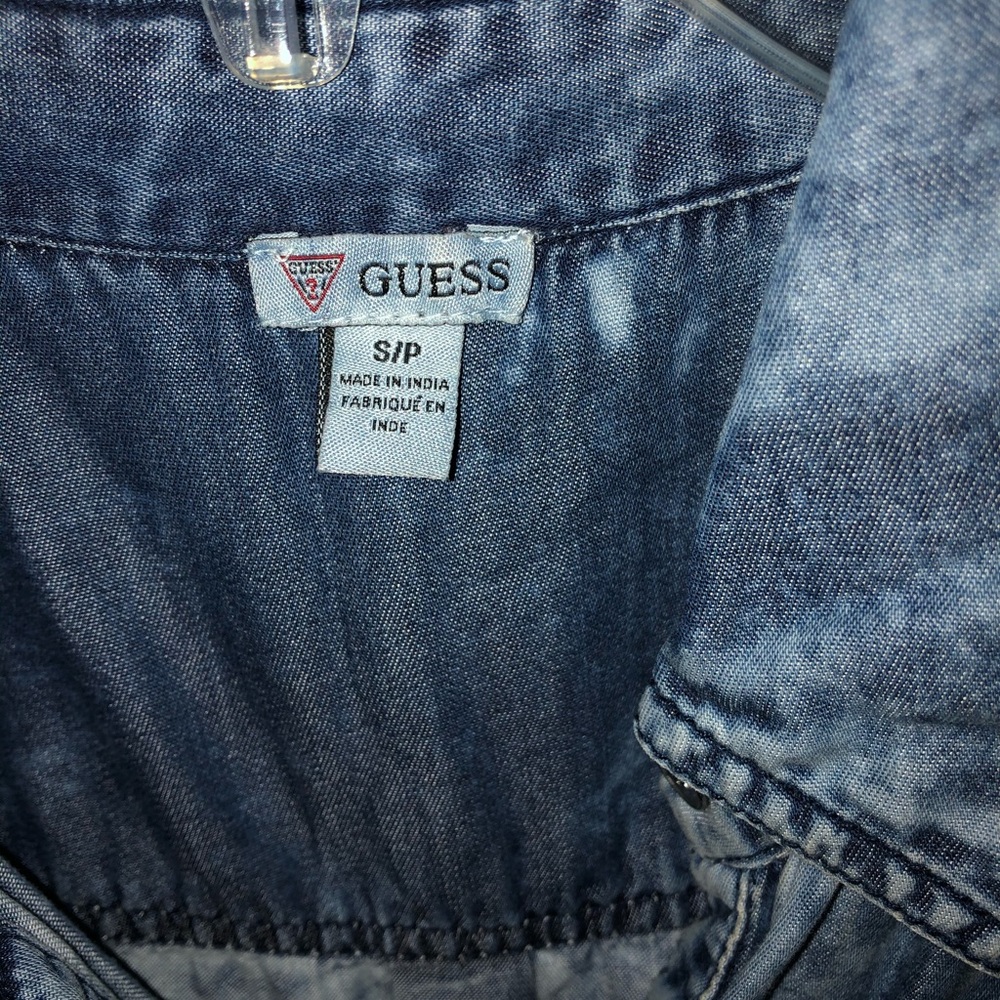 GUESS
?
GUESS
S/P
MADE IN INDIA
FABRIQUÉ EN
INDE